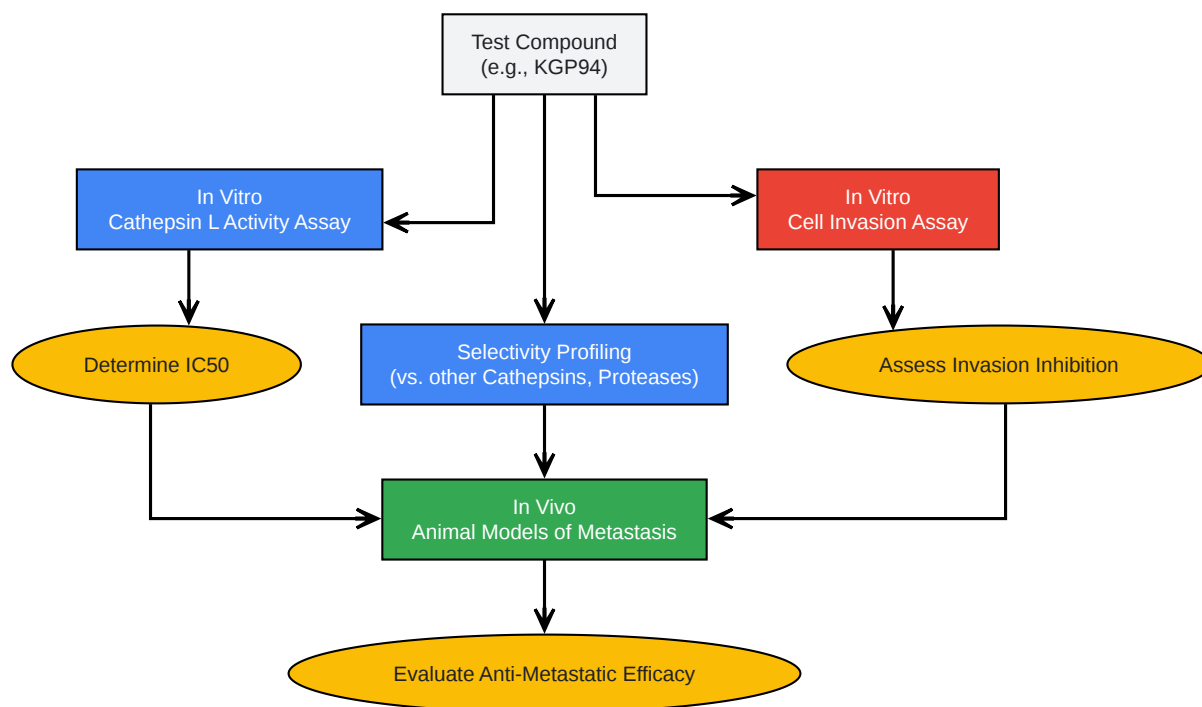 Test Compound
(e.g., KGP94)
In Vitro
Cathepsin L Activity Assay
In Vitro
Cell Invasion Assay
Determine IC50
Selectivity Profiling
(vs. other Cathepsins, Proteases)
Assess Invasion Inhibition
In Vivo
Animal Models of Metastasis
Evaluate Anti-Metastatic Efficacy